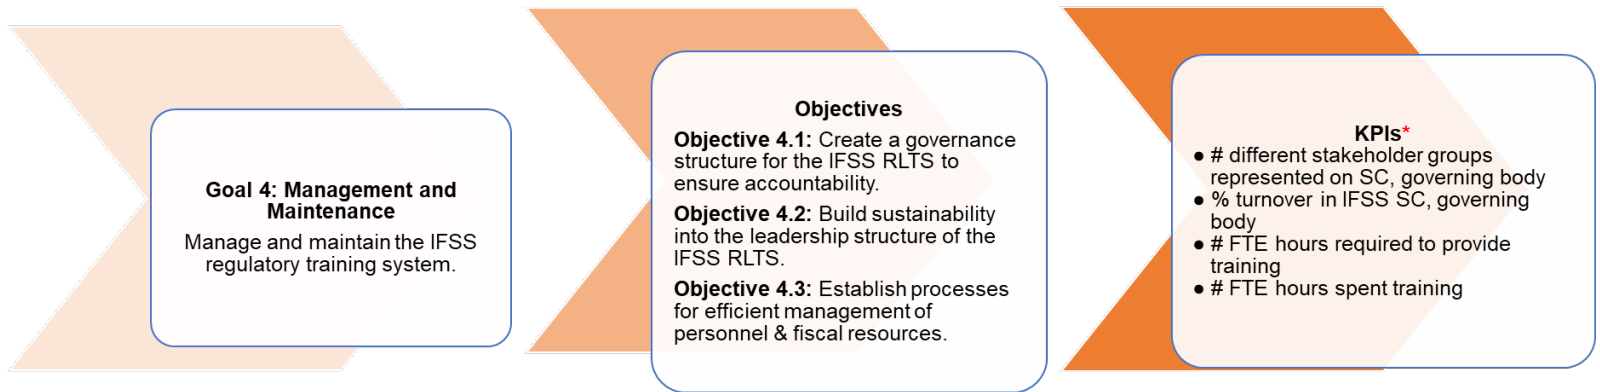 Goal 4: Management and
Maintenance
Manage and maintain the IFSS
regulatory training system.
Objectives
Objective 4.1: Create a governance
structure for the IFSS RLTS to
ensure accountability.
Objective 4.2: Build sustainability
into the leadership structure of the
IFSS RLTS.
Objective 4.3: Establish processes
for efficient management of
personnel & fiscal resources.
KPIs*
● # different stakeholder groups
represented on SC, governing body
● % turnover in IFSS SC, governing
body
● # FTE hours required to provide
training
● # FTE hours spent training